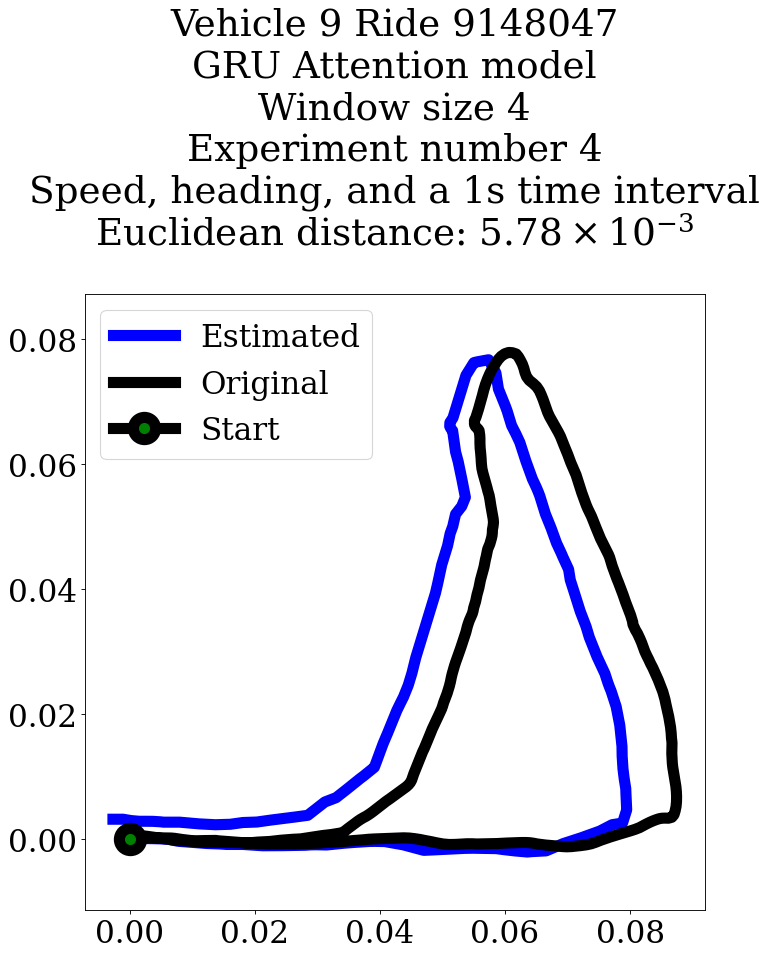 Vehicle 9 Ride 9148047
GRU Attention model
Window size 4
Experiment number 4
Speed, heading, and a 1s time interval
Euclidean distance: 5.78 × 10⁻³
Estimated
Original
Start
0.08
0.06
0.04
0.02
0.00
0.00 0.02 0.04 0.06 0.08